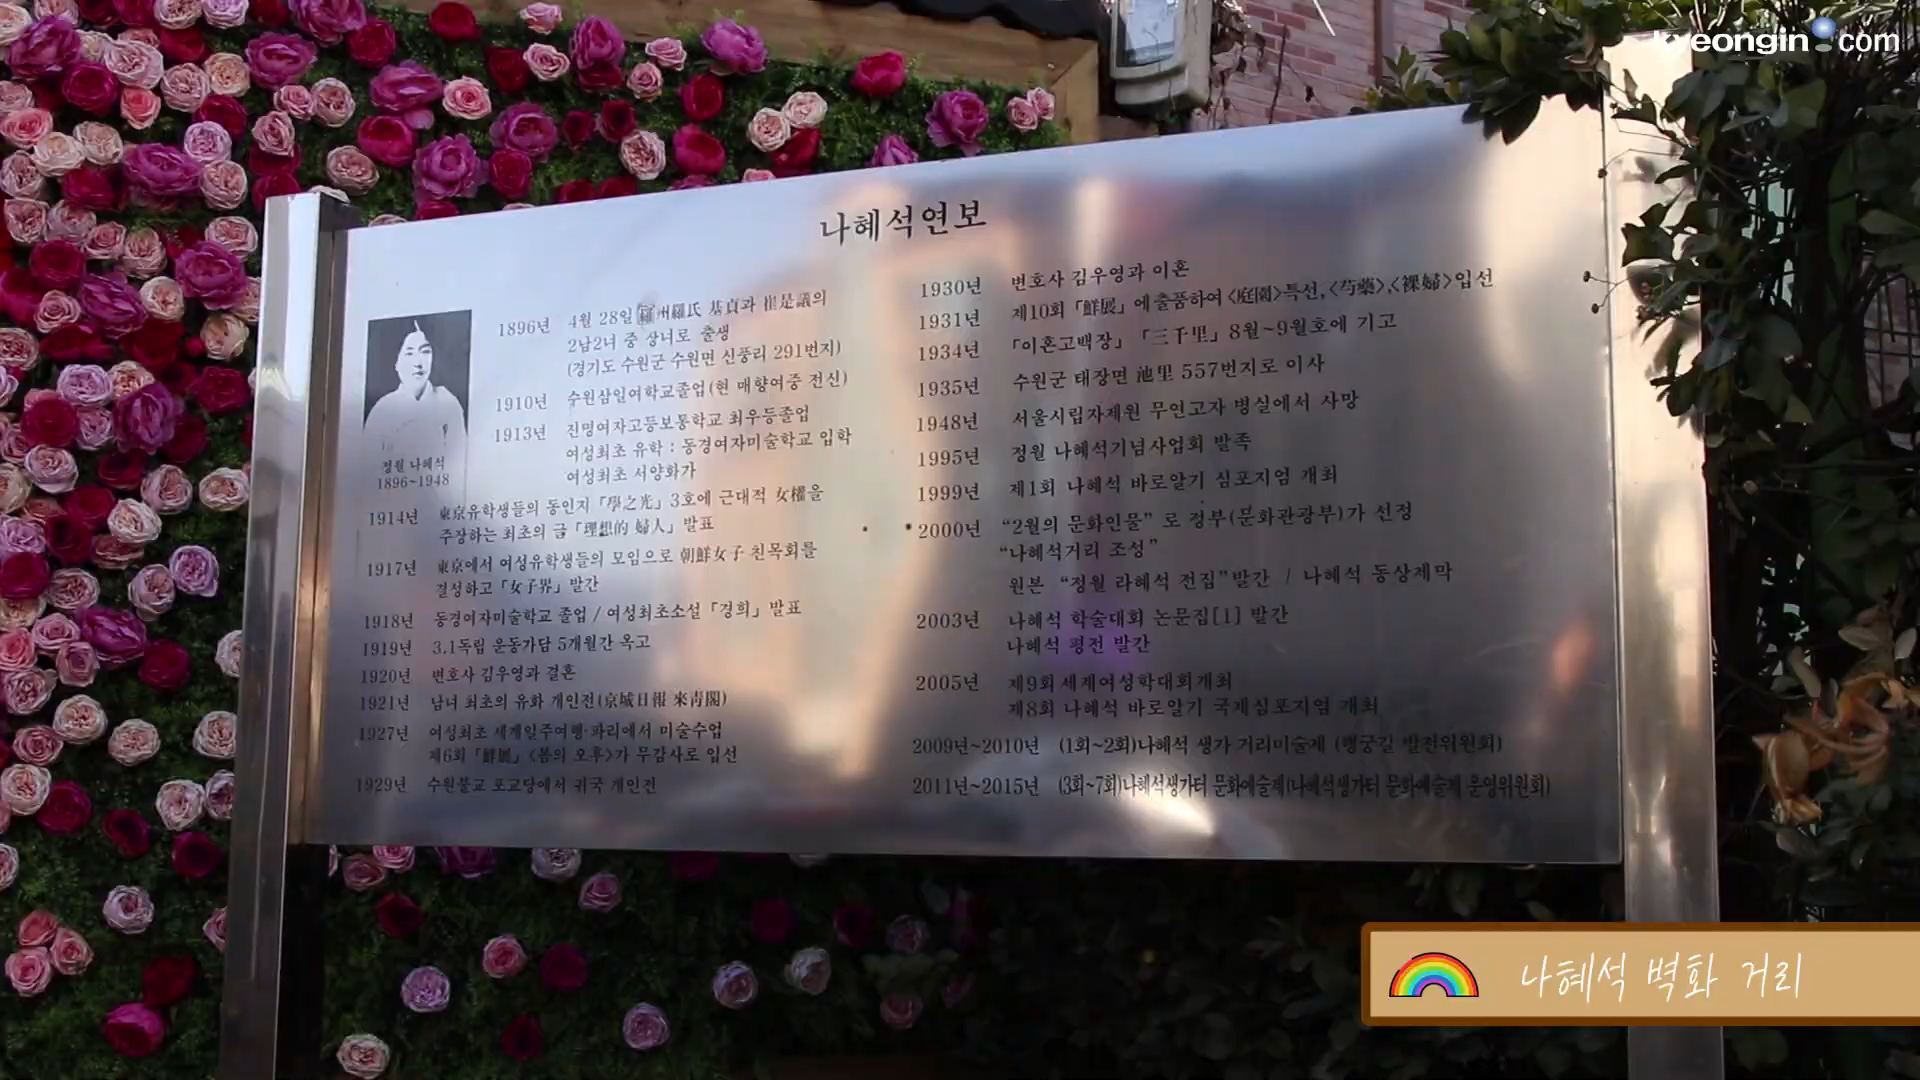 kyeongin.com
나혜석연보
정월 나혜석
1896~1948
1896년 4월 28일 羅州羅氏 基貞과 崔是議의
2남2녀 중 상녀로 출생
(경기도 수원군 수원면 신풍리 291번지)
1910년 수원삼일여학교졸업(현 매향여중 전신)
1913년 진명여자고등보통학교 최우등졸업
여성최초 유학 : 동경여자미술학교 입학
여성최초 서양화가
1914년 東京유학생들의 동인지 「學之光」3호에 근대적 女權을
주장하는 최초의 글 「理想的 婦人」 발표
1917년 東京에서 여성유학생들의 모임으로 朝鮮女子 친목회를
결성하고 「女子界」발간
1918년 동경여자미술학교 졸업 / 여성최초소설 「경희」 발표
1919년 3.1독립 운동가담 5개월간 옥고
1920년 변호사 김우영과 결혼
1921년 남녀 최초의 유화 개인전(京城日報 來靑閣)
1927년 여성최초 세계일주여행·파리에서 미술수업
제6회 「鮮展」 <봄의 오후>가 무감사로 입선
1929년 수원불교 포교당에서 귀국 개인전
1930년 변호사 김우영과 이혼
1931년 제10회 「鮮展」에 출품하여 <庭園>특선, <芍藥>, <裸婦>입선
1934년 「이혼고백장」 「三千里」 8월~9월호에 기고
1935년 수원군 태장면 池里 557번지로 이사
1948년 서울시립자제원 무연고자 병실에서 사망
1995년 정월 나혜석기념사업회 발족
1999년 제1회 나혜석 바로알기 심포지엄 개최
2000년 “2월의 문화인물” 로 정부(문화관광부)가 선정
“나혜석거리 조성”
원본 “정월 라혜석 전집”발간 / 나혜석 동상제막
2003년 나혜석 학술대회 논문집[1] 발간
나혜석 평전 발간
2005년 제9회 세계여성학대회개최
제8회 나혜석 바로알기 국제심포지엄 개최
2009년~2010년 (1회~2회)나혜석 생가 거리미술제 (행궁길 발전위원회)
2011년~2015년 (3회~7회)나혜석생가터 문화예술제(나혜석생가터 문화예술제 운영위원회)
나혜석 벽화 거리